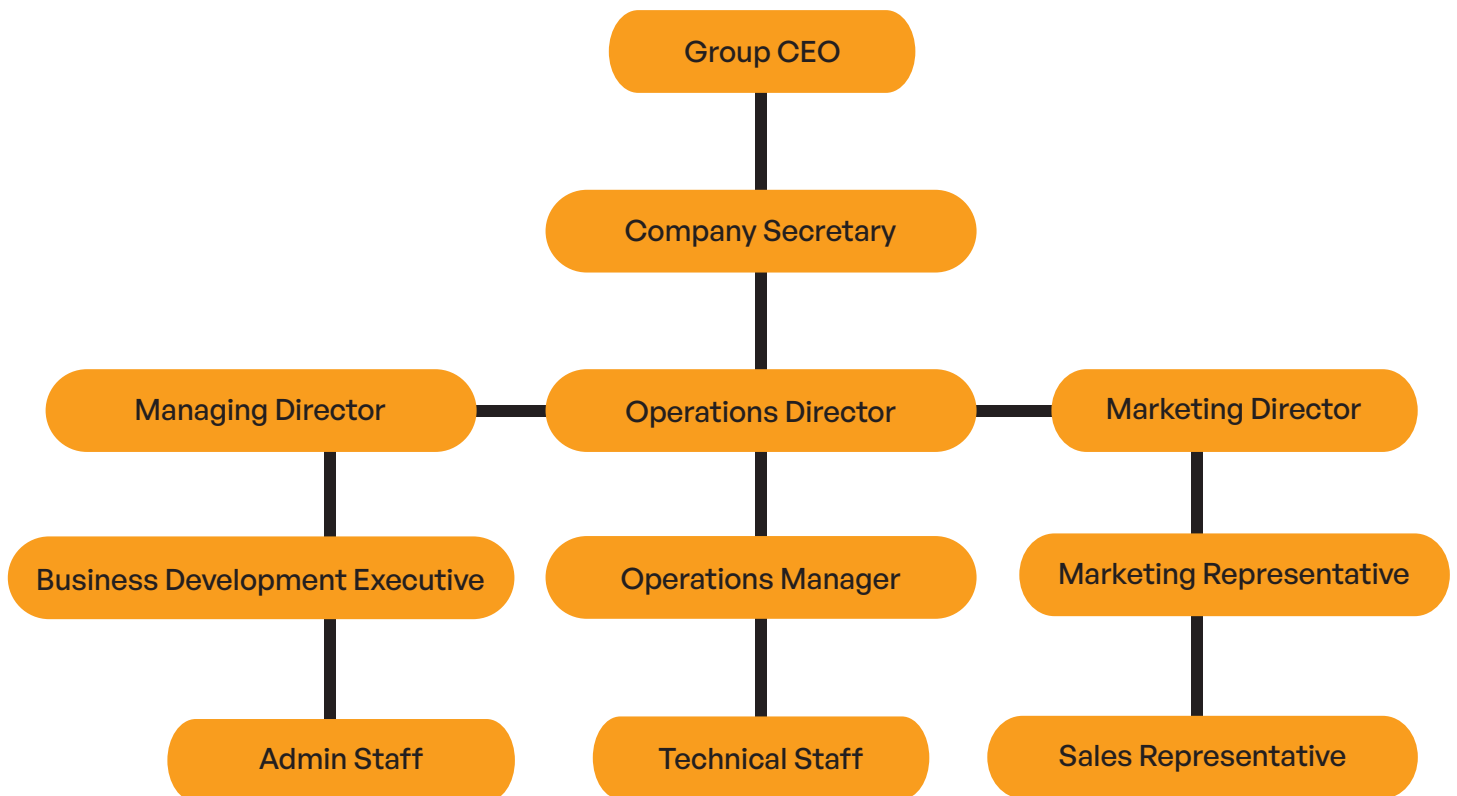 Group CEO
Company Secretary
Managing Director
Operations Director
Marketing Director
Business Development Executive
Operations Manager
Marketing Representative
Admin Staff
Technical Staff
Sales Representative